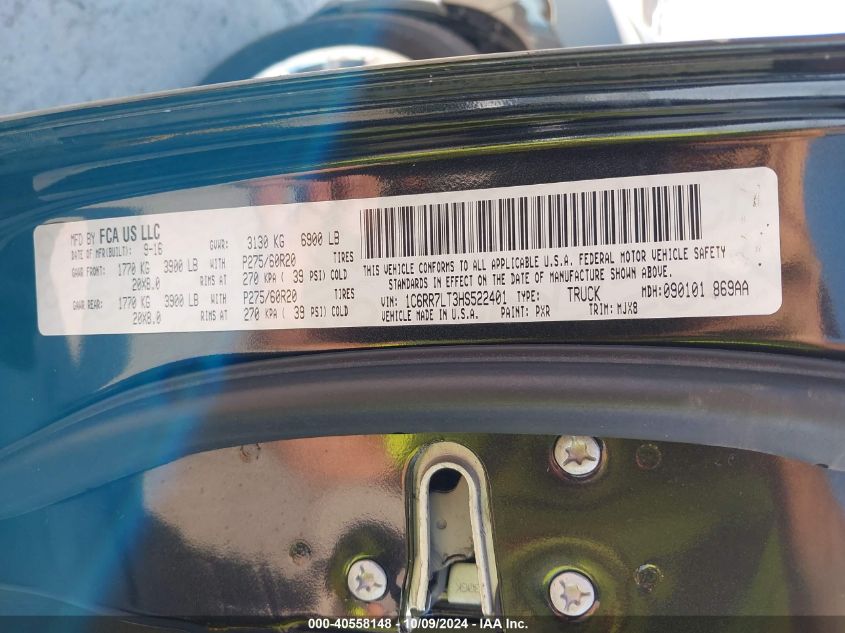 MFD BY FCA US LLC
DATE OF MFR(BUILT): 9-16 GVWR: 3130 KG 6900 LB
GAWR FRONT: 1770 KG 3900 LB WITH P275/60R20 TIRES
20X8.0 RIMS AT 270 KPA ( 39 PSI) COLD
GAWR REAR: 1770 KG 3900 LB WITH P275/60R20 TIRES
20X8.0 RIMS AT 270 KPA ( 39 PSI) COLD
THIS VEHICLE CONFORMS TO ALL APPLICABLE U.S.A. FEDERAL MOTOR VEHICLE SAFETY
STANDARDS IN EFFECT ON THE DATE OF MANUFACTURE SHOWN ABOVE.
VIN: 1C6RR7LT3HS522401 TYPE: TRUCK MDH:090101 869AA
VEHICLE MADE IN U.S.A. PAINT: PXR TRIM: MJX8
000-40558148 - 10/09/2024 - IAA Inc.